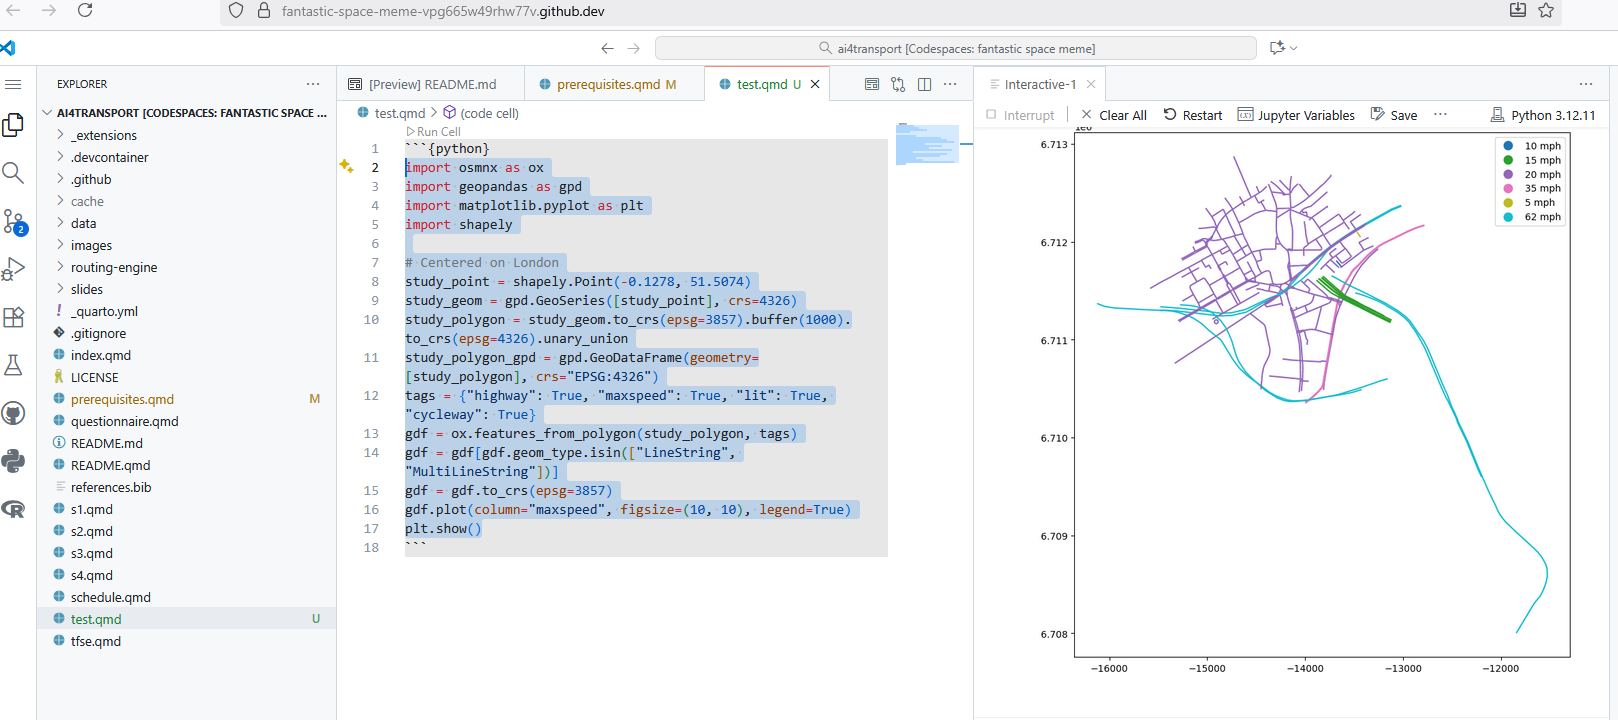 fantastic-space-meme-vpg665w49rhw77v.github.dev
ai4transport [Codespaces: fantastic space meme]
EXPLORER
AI4TRANSPORT [CODESPACES: FANTASTIC SPACE ...
_extensions
.devcontainer
.github
cache
data
images
routing-engine
slides
_quarto.yml
.gitignore
index.qmd
LICENSE
prerequisites.qmd M
questionnaire.qmd
README.md
README.qmd
references.bib
s1.qmd
s2.qmd
s3.qmd
s4.qmd
schedule.qmd
test.qmd U
tfse.qmd
2
[Preview] README.md
prerequisites.qmd M
test.qmd U
test.qmd > (code cell)
Run Cell
1 ```{python}
2 import osmnx as ox
3 import geopandas as gpd
4 import matplotlib.pyplot as plt
5 import shapely
6
7 # Centered on London
8 study_point = shapely.Point(-0.1278, 51.5074)
9 study_geom = gpd.GeoSeries([study_point], crs=4326)
10 study_polygon = study_geom.to_crs(epsg=3857).buffer(1000).
to_crs(epsg=4326).unary_union
11 study_polygon_gpd = gpd.GeoDataFrame(geometry=
[study_polygon], crs="EPSG:4326")
12 tags = {"highway": True, "maxspeed": True, "lit": True,
"cycleway": True}
13 gdf = ox.features_from_polygon(study_polygon, tags)
14 gdf = gdf[gdf.geom_type.isin(["LineString",
"MultiLineString"])]
15 gdf = gdf.to_crs(epsg=3857)
16 gdf.plot(column="maxspeed", figsize=(10, 10), legend=True)
17 plt.show()
18 ```
Interactive-1
Interrupt
Clear All
Restart
Jupyter Variables
Save
Python 3.12.11
1e6
6.713
6.712
6.711
6.710
6.709
6.708
10 mph
15 mph
20 mph
35 mph
5 mph
62 mph
−16000
−15000
−14000
−13000
−12000